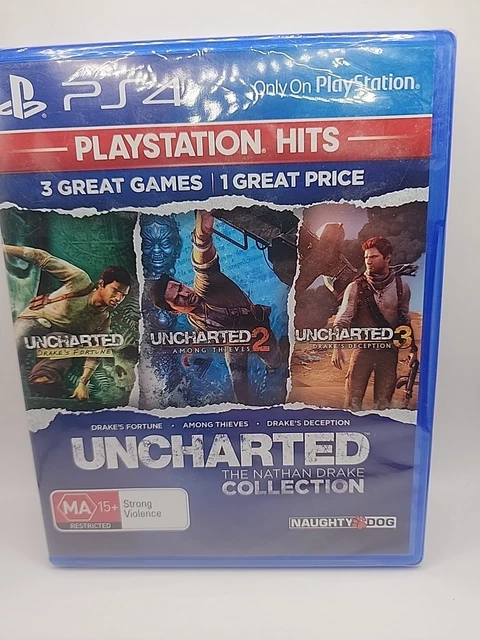 PS4
Only On PlayStation®
PLAYSTATION® HITS
3 GREAT GAMES | 1 GREAT PRICE
UNCHARTED
DRAKE'S FORTUNE
UNCHARTED 2
AMONG THIEVES
UNCHARTED 3
DRAKE'S DECEPTION
DRAKE'S FORTUNE • AMONG THIEVES • DRAKE'S DECEPTION
UNCHARTED™
THE NATHAN DRAKE
COLLECTION
MA 15+ Strong
Violence
RESTRICTED
NAUGHTY DOG